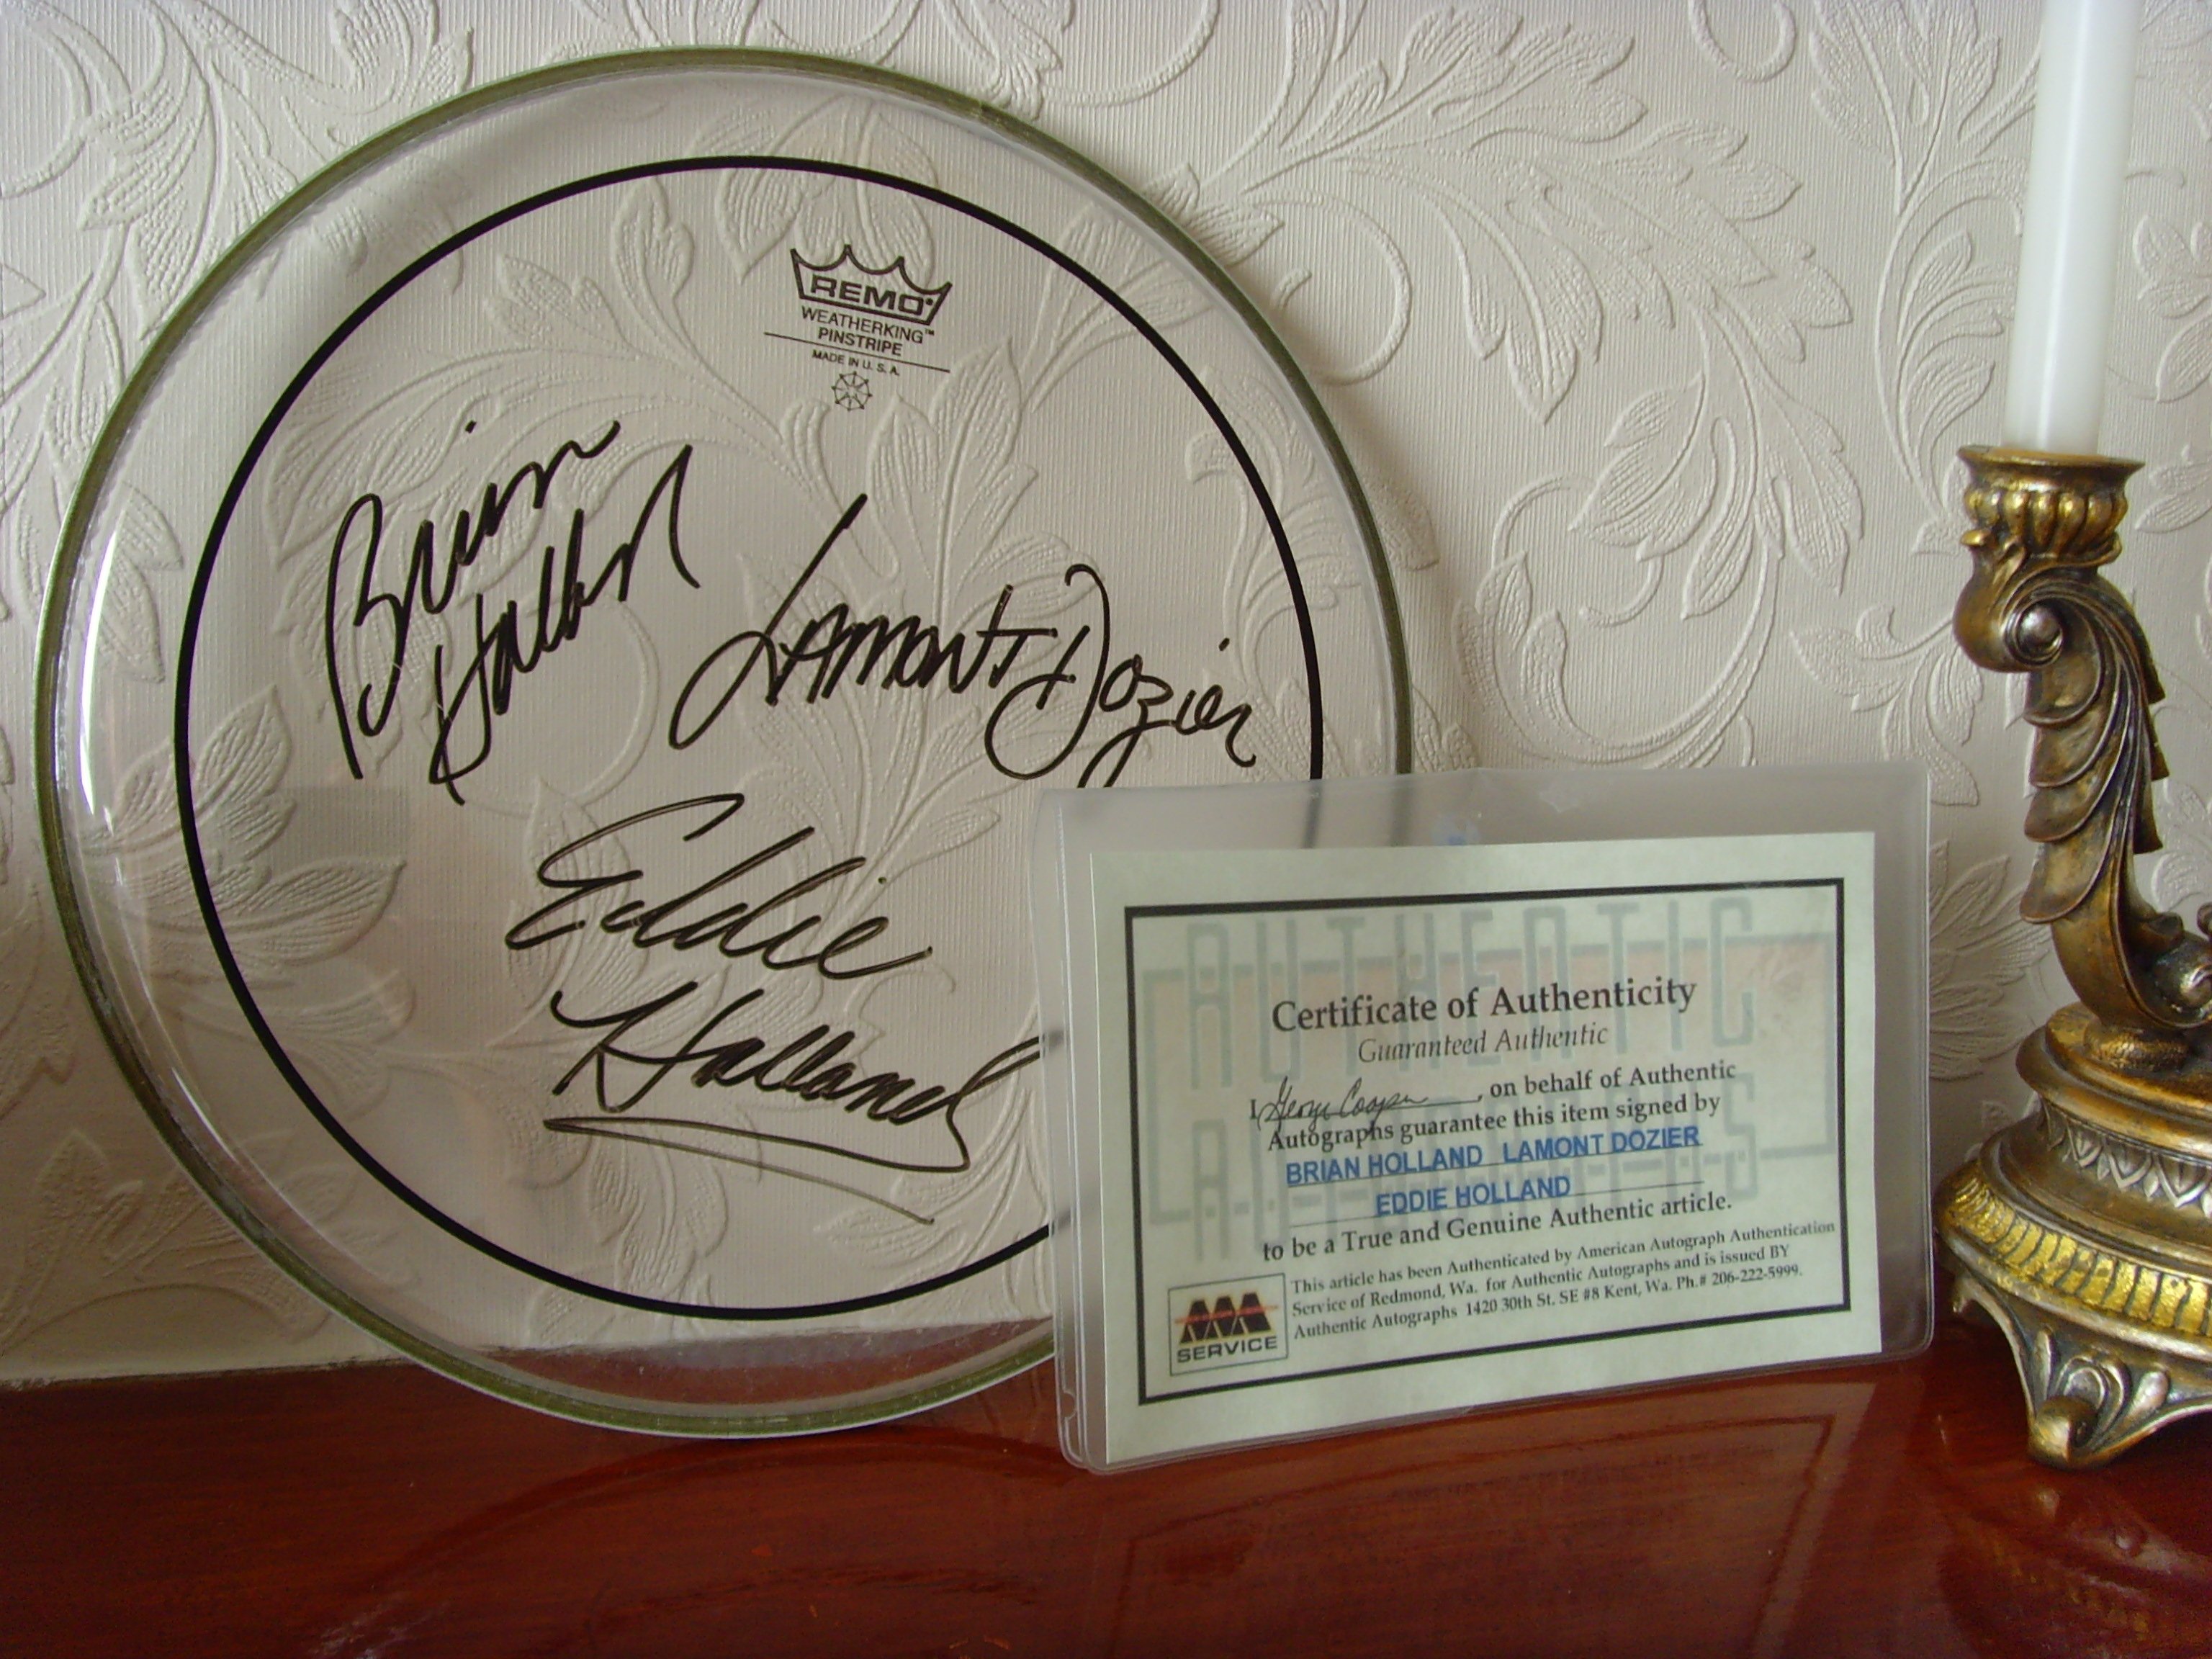 REMO
WEATHERKING™
PINSTRIPE
MADE IN U.S.A.
Brian
Holland
Lamont Dozier
Eddie
Holland
AUTHENTIC
Certificate of Authenticity
Guaranteed Authentic
I George Cooper, on behalf of Authentic
Autographs guarantee this item signed by
BRIAN HOLLAND LAMONT DOZIER
EDDIE HOLLAND
to be a True and Genuine Authentic article.
This article has been Authenticated by American Autograph Authentication
Service of Redmond, Wa. for Authentic Autographs and is issued BY
Authentic Autographs 1420 30th St. SE #8 Kent, Wa. Ph.# 206-222-5999.
AAA
SERVICE